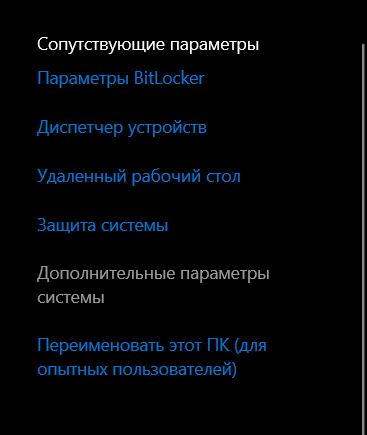 Сопутствующие параметры
Параметры BitLocker
Диспетчер устройств
Удаленный рабочий стол
Защита системы
Дополнительные параметры
системы
Переименовать этот ПК (для
опытных пользователей)